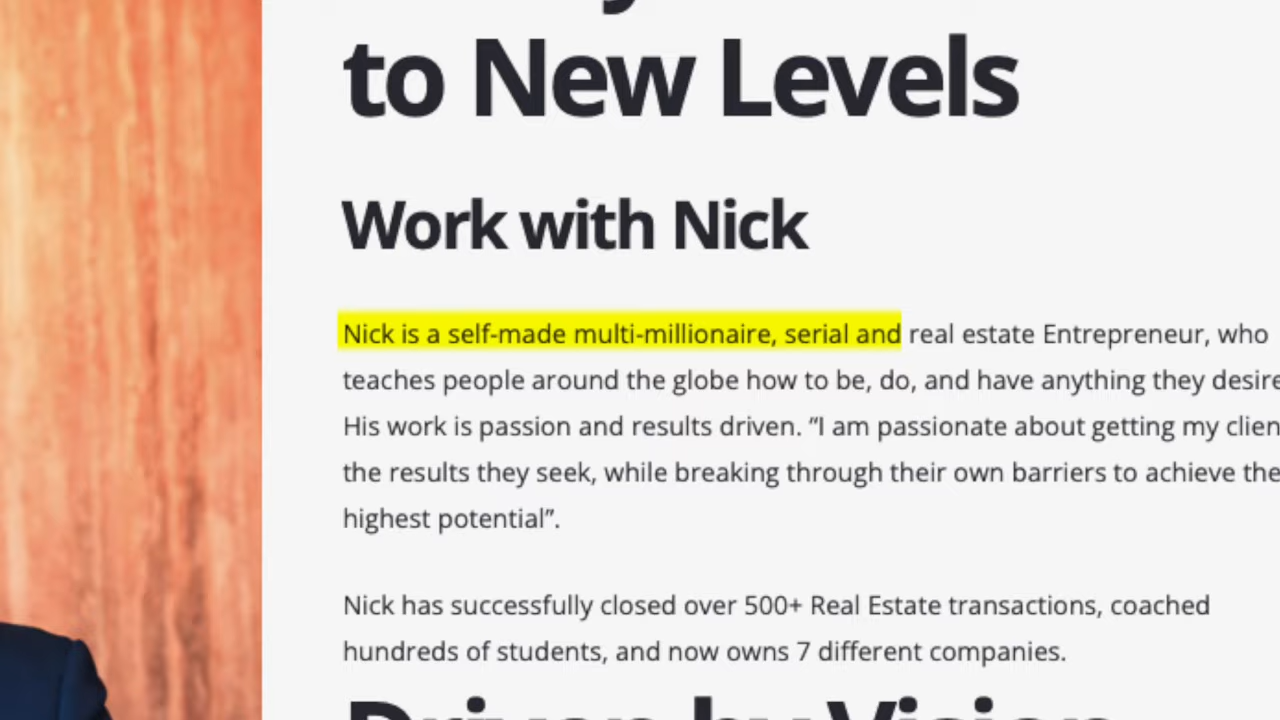 to New Levels
Work with Nick
Nick is a self-made multi-millionaire, serial and real estate Entrepreneur, who
teaches people around the globe how to be, do, and have anything they desire
His work is passion and results driven. “I am passionate about getting my clien
the results they seek, while breaking through their own barriers to achieve the
highest potential”.
Nick has successfully closed over 500+ Real Estate transactions, coached
hundreds of students, and now owns 7 different companies.
Driven by Vision